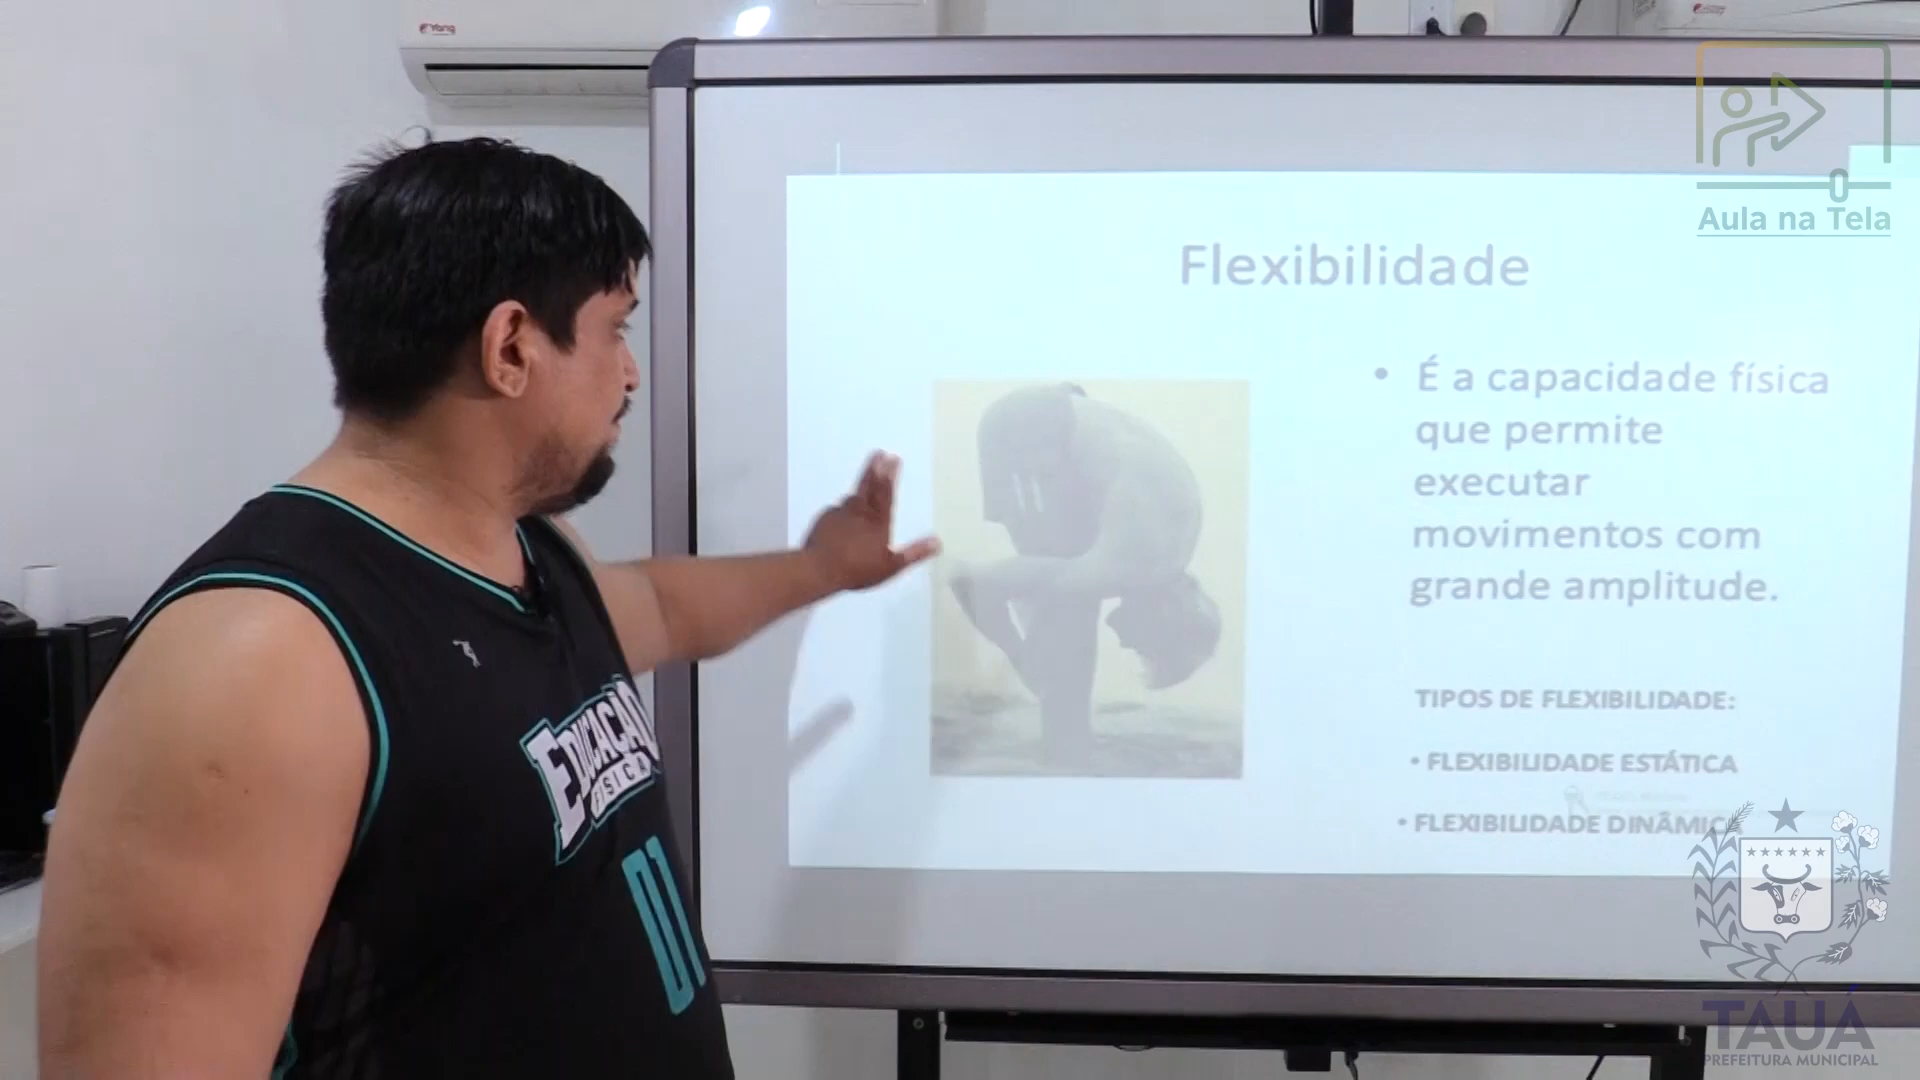 Yang
Aula na Tela
Flexibilidade
• É a capacidade física
que permite
executar
movimentos com
grande amplitude.
TIPOS DE FLEXIBILIDADE:
• FLEXIBILIDADE ESTÁTICA
• FLEXIBILIDADE DINÂMICA
EDUCAÇÃO
FÍSICA
01
TAUÁ
PREFEITURA MUNICIPAL